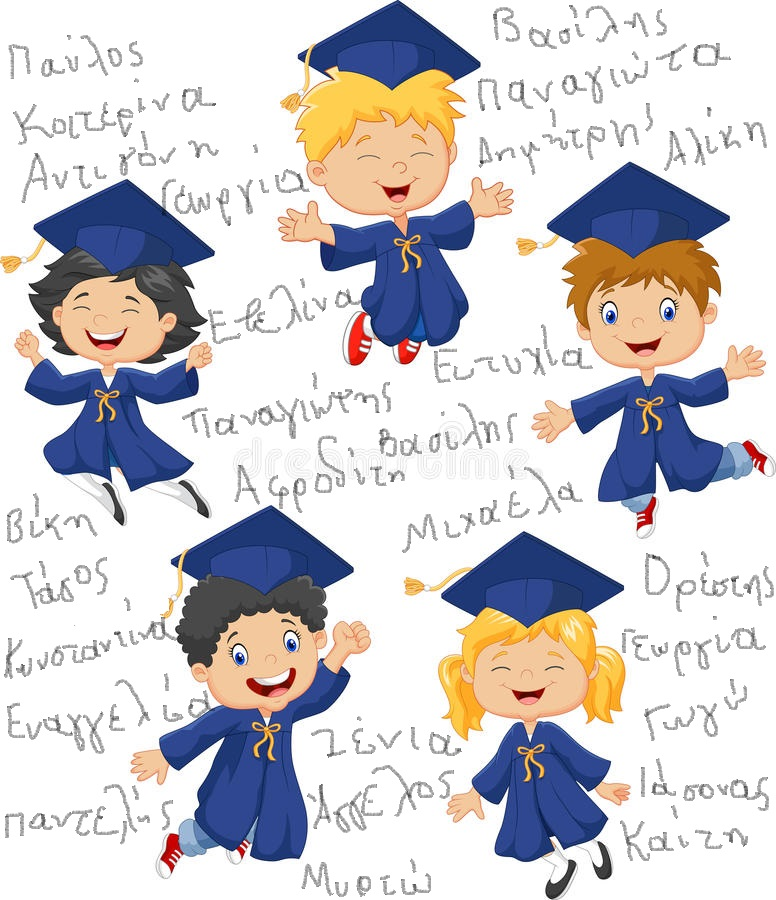 Παύλος
Βασίλης
Παναγιώτα
Κατερίνα
Δημήτρης
Αλίκη
Αντιγόνη
Γεωργία
Εβελίνα
Ευτυχία
Παναγιώτης
Βασίλης
Αφροδίτη
Μιχαέλα
Βίκη
Τάσος
Ορέστης
Κωνσταντίνα
Γεωργία
Ευαγγελία
Γωγώ
Ξένια
Ιάσονας
Παντελής
Άγγελος
Καίτη
Μυρτώ